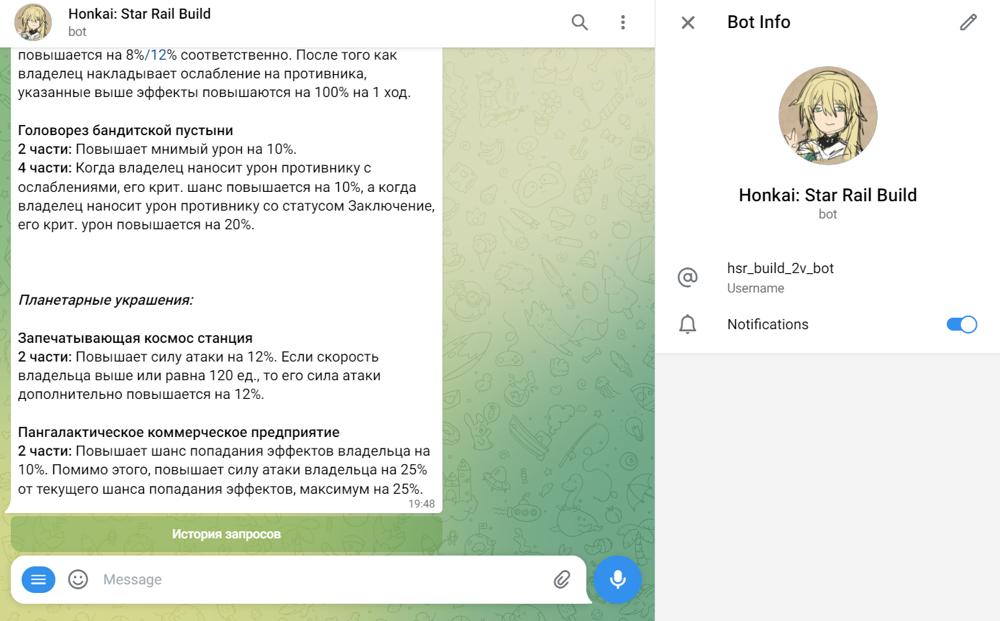 Honkai: Star Rail Build
bot
повышается на 8%/12% соответственно. После того как
владелец накладывает ослабление на противника,
указанные выше эффекты повышаются на 100% на 1 ход.
Головорез бандитской пустыни
2 части: Повышает мнимый урон на 10%.
4 части: Когда владелец наносит урон противнику с
ослаблениями, его крит. шанс повышается на 10%, а когда
владелец наносит урон противнику со статусом Заключение,
его крит. урон повышается на 20%.
Планетарные украшения:
Запечатывающая космос станция
2 части: Повышает силу атаки на 12%. Если скорость
владельца выше или равна 120 ед., то его сила атаки
дополнительно повышается на 12%.
Пангалактическое коммерческое предприятие
2 части: Повышает шанс попадания эффектов владельца на
10%. Помимо этого, повышает силу атаки владельца на 25%
от текущего шанса попадания эффектов, максимум на 25%.
19:48
История запросов
Message
Bot Info
Honkai: Star Rail Build
bot
hsr_build_2v_bot
Username
Notifications